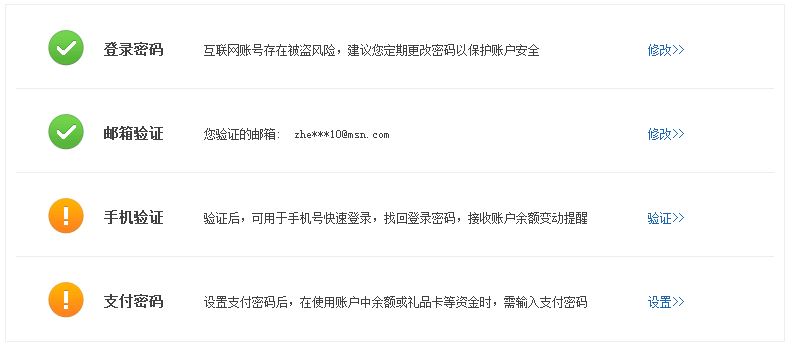 登录密码 互联网账号存在被盗风险，建议您定期更改密码以保护账户安全 修改>>
邮箱验证 您验证的邮箱: zhe***10@msn.com 修改>>
手机验证 验证后，可用于手机号快速登录，找回登录密码，接收账户余额变动提醒 验证>>
支付密码 设置支付密码后，在使用账户中余额或礼品卡等资金时，需输入支付密码 设置>>